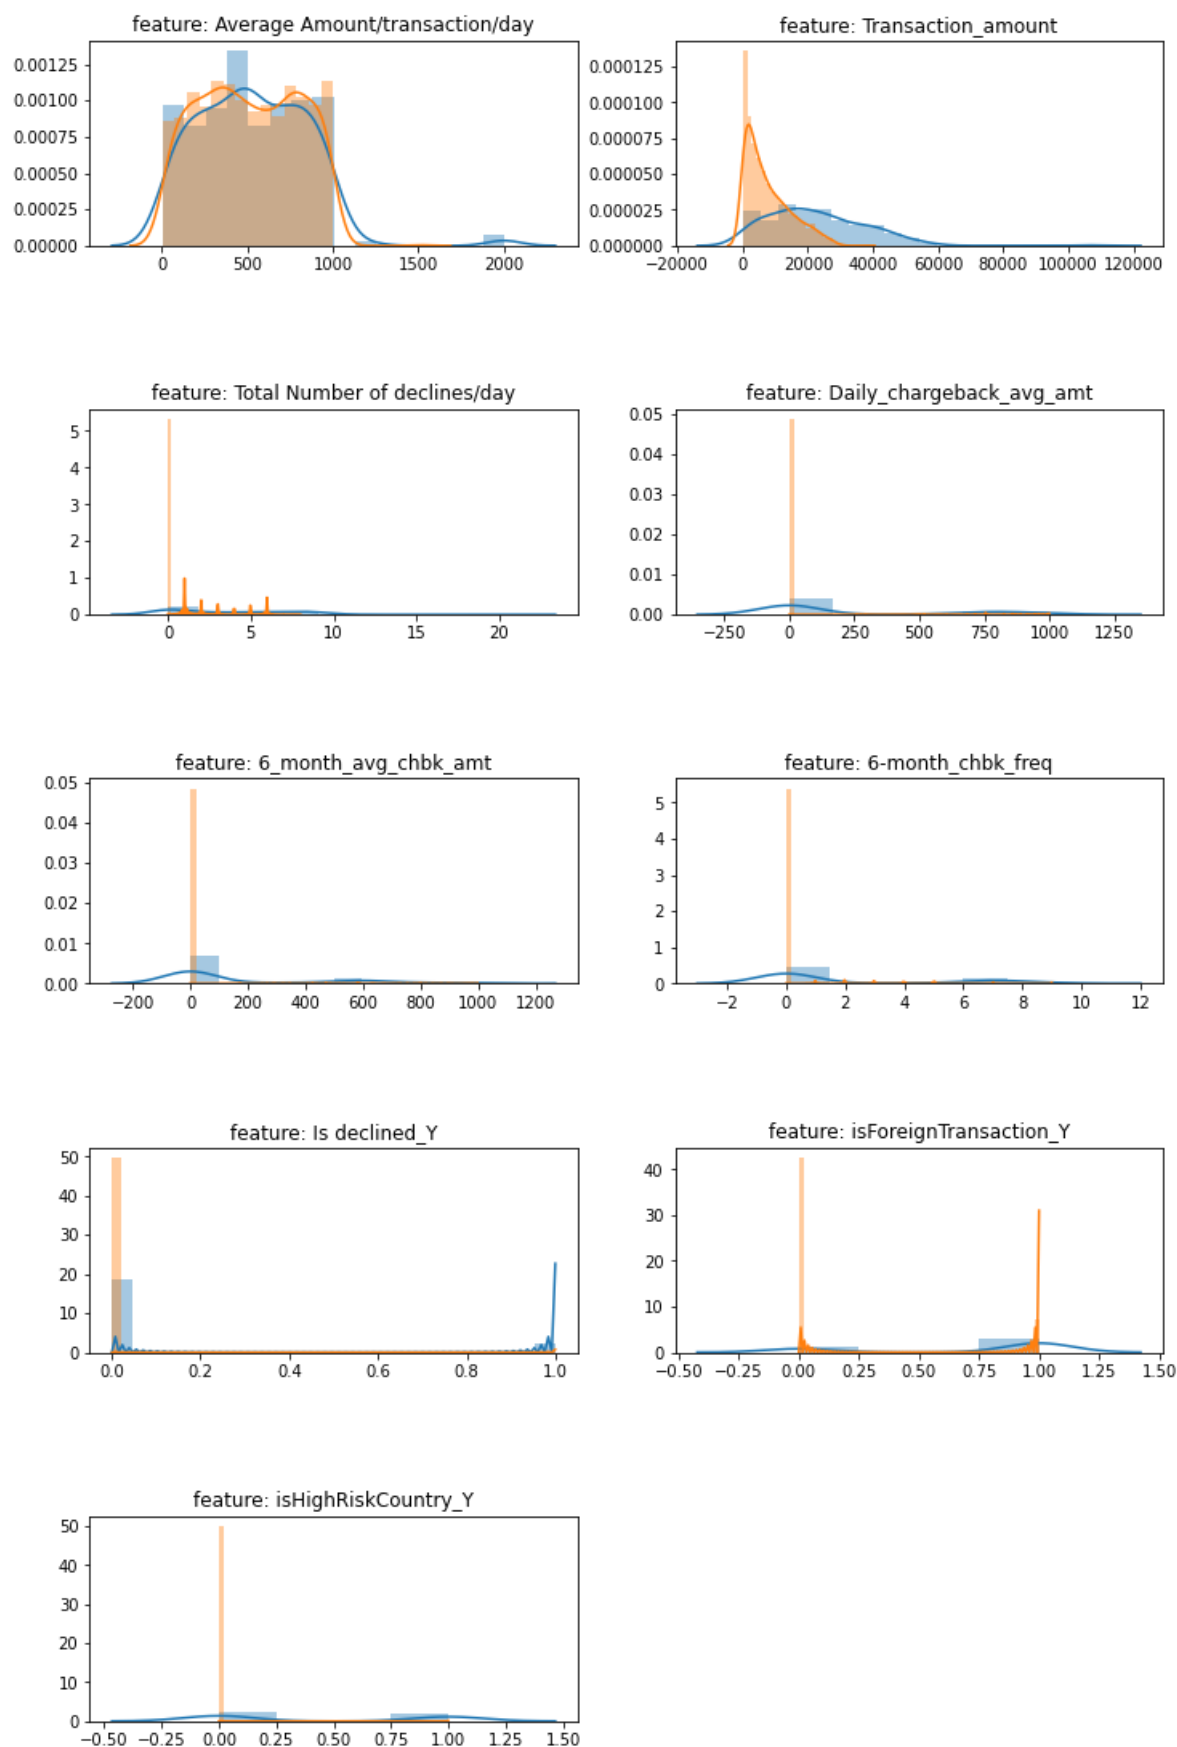 feature: Average Amount/transaction/day
0.00125
0.00100
0.00075
0.00050
0.00025
0.00000
0 500 1000 1500 2000
feature: Transaction_amount
0.000125
0.000100
0.000075
0.000050
0.000025
0.000000
−20000 0 20000 40000 60000 80000 100000 120000
feature: Total Number of declines/day
5
4
3
2
1
0
0 5 10 15 20
feature: Daily_chargeback_avg_amt
0.05
0.04
0.03
0.02
0.01
0.00
−250 0 250 500 750 1000 1250
feature: 6_month_avg_chbk_amt
0.05
0.04
0.03
0.02
0.01
0.00
−200 0 200 400 600 800 1000 1200
feature: 6-month_chbk_freq
5
4
3
2
1
0
−2 0 2 4 6 8 10 12
feature: Is declined_Y
50
40
30
20
10
0
0.0 0.2 0.4 0.6 0.8 1.0
feature: isForeignTransaction_Y
40
30
20
10
0
−0.50 −0.25 0.00 0.25 0.50 0.75 1.00 1.25 1.50
feature: isHighRiskCountry_Y
50
40
30
20
10
0
−0.50 −0.25 0.00 0.25 0.50 0.75 1.00 1.25 1.50